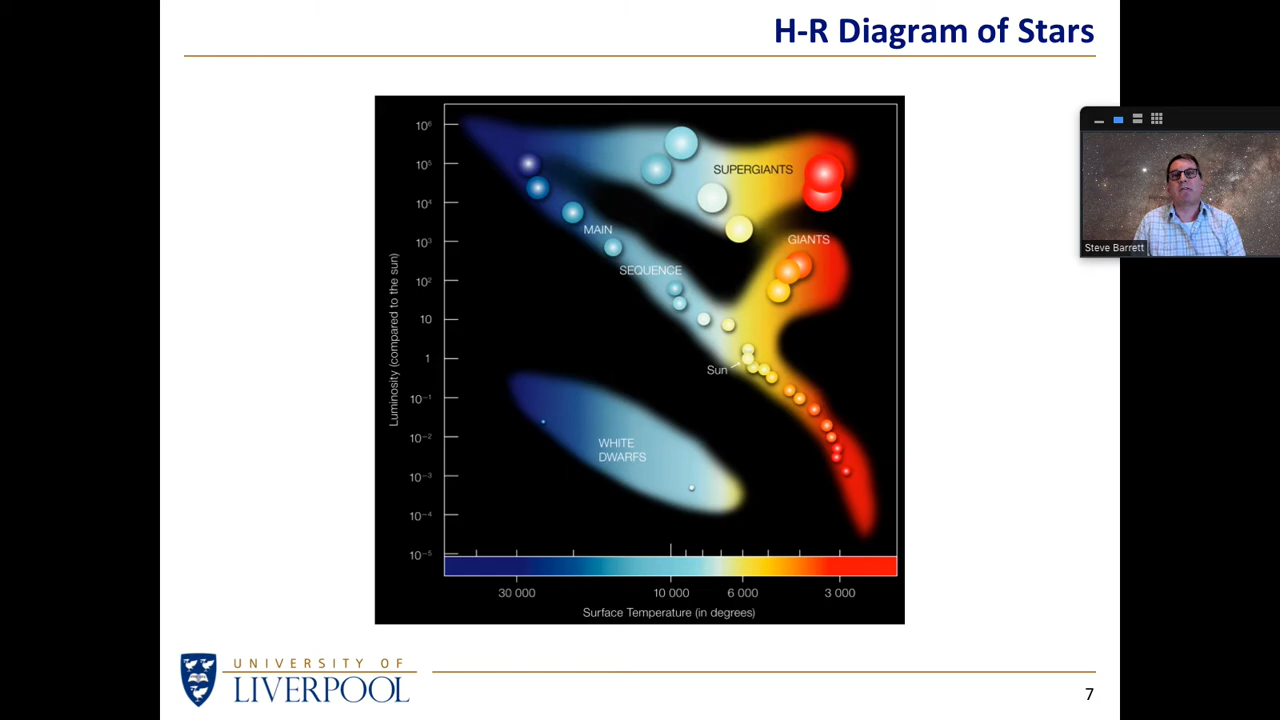 H-R Diagram of Stars
Luminosity (compared to the sun)
10⁶
10⁵
10⁴
10³
10²
10
1
10⁻¹
10⁻²
10⁻³
10⁻⁴
10⁻⁵
SUPERGIANTS
MAIN
SEQUENCE
GIANTS
Sun
WHITE
DWARFS
30 000
10 000
6 000
3 000
Surface Temperature (in degrees)
Steve Barrett
UNIVERSITY OF
LIVERPOOL
7